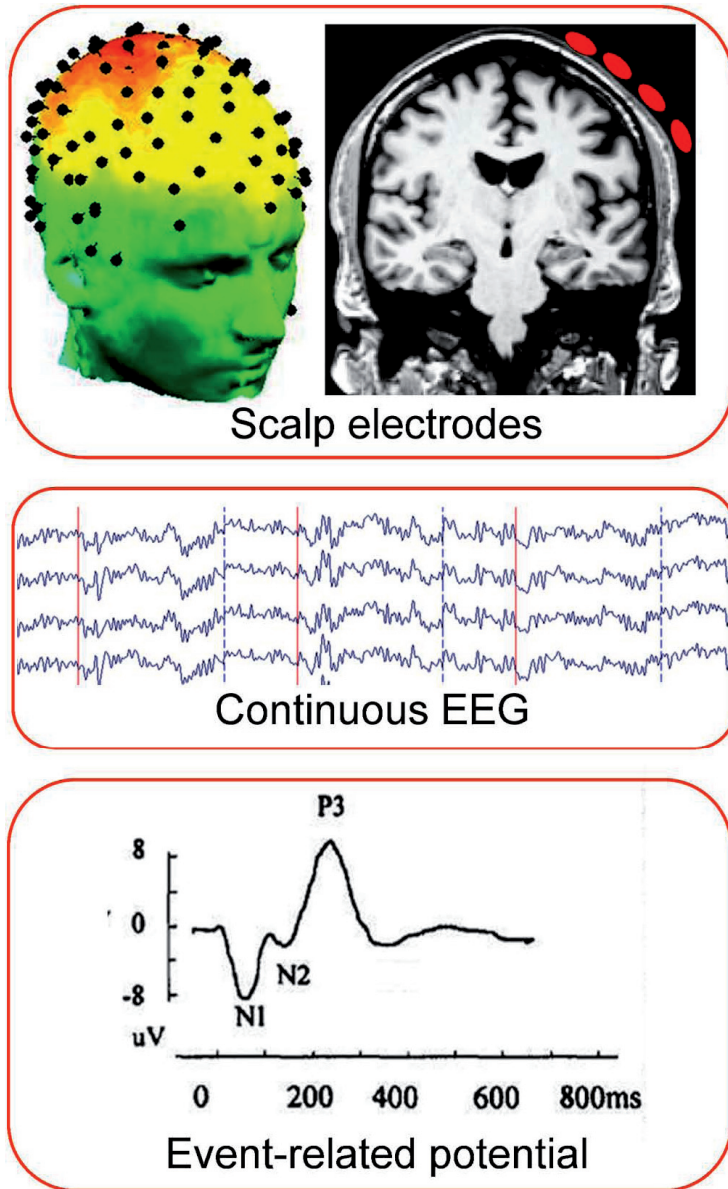 Scalp electrodes
Continuous EEG
P3
8
0
N2
-8
N1
uV
0 200 400 600 800ms
Event-related potential